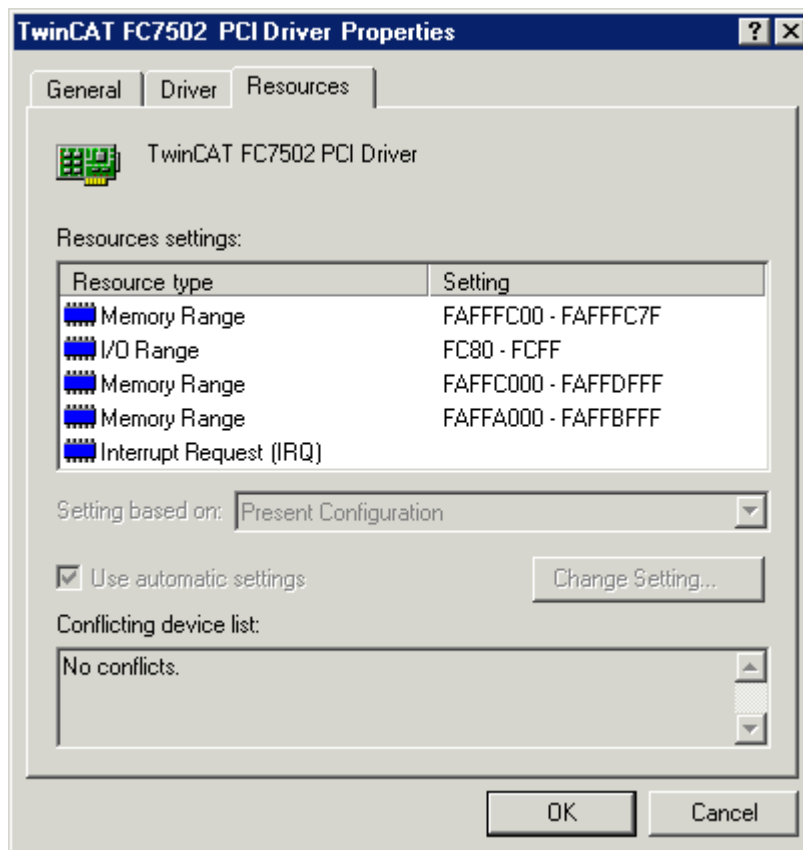 TwinCAT FC7502 PCI Driver Properties
General Driver Resources
TwinCAT FC7502 PCI Driver
Resources settings:
Resource type Setting
Memory Range FAFFFC00 - FAFFFC7F
I/O Range FC80 - FCFF
Memory Range FAFFC000 - FAFFDFFF
Memory Range FAFFA000 - FAFFBFFF
Interrupt Request (IRQ)
Setting based on: Present Configuration
Use automatic settings Change Setting...
Conflicting device list:
No conflicts.
OK Cancel